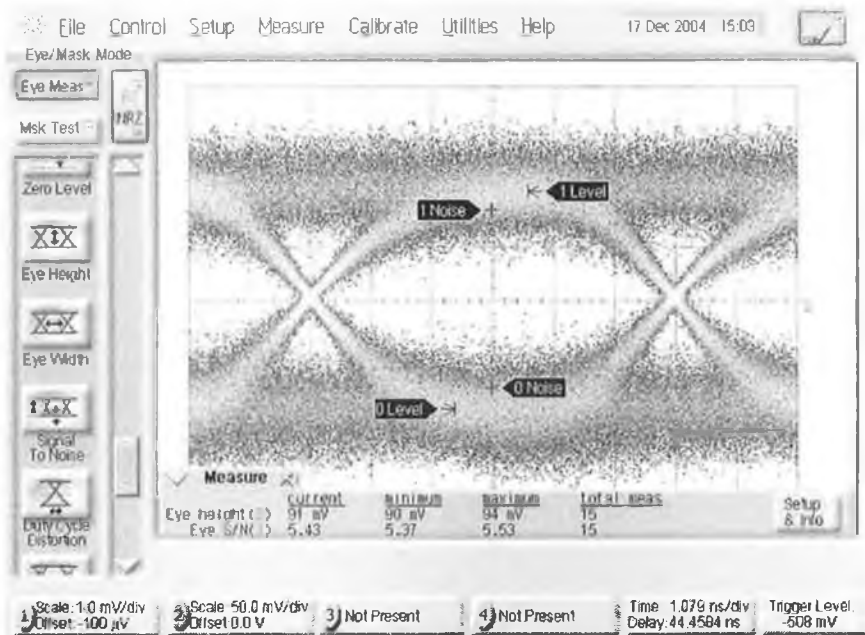 File Control Setup Measure Calibrate Utilities Help 17 Dec 2004 15:03
Eye/Mask Mode
Eye Meas
NRZ
Msk Test
Zero Level
Eye Height
Eye Width
Signal
To Noise
Duty Cycle
Distortion
1 Level
1 Noise
0 Noise
0 Level
Measure
current minimum maximum total meas
Eye height( ) 91 mV 90 mV 94 mV 15
Eye S/N( ) 5.43 5.37 5.53 15
Setup
& Info
1) Scale: 1.0 mV/div
Offset: -100 µV
2) Scale: 50.0 mV/div
Offset: 0.0 V
3) Not Present
4) Not Present
Time: 1.079 ns/div
Delay: 44.4584 ns
Trigger Level:
-508 mV